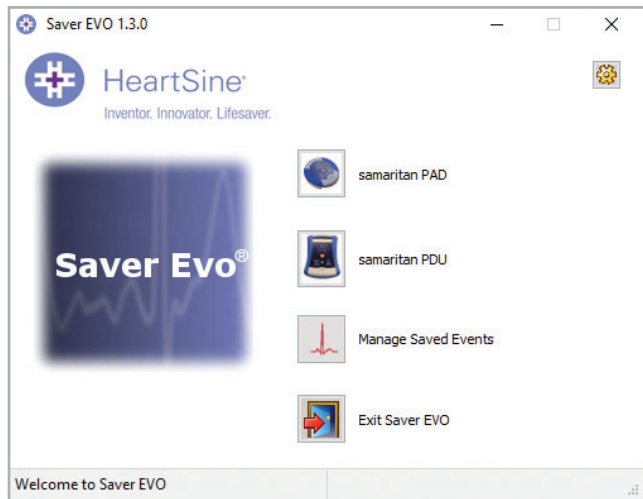 Saver EVO 1.3.0
HeartSine®
Inventor. Innovator. Lifesaver.
Saver Evo®
samaritan PAD
samaritan PDU
Manage Saved Events
Exit Saver EVO
Welcome to Saver EVO